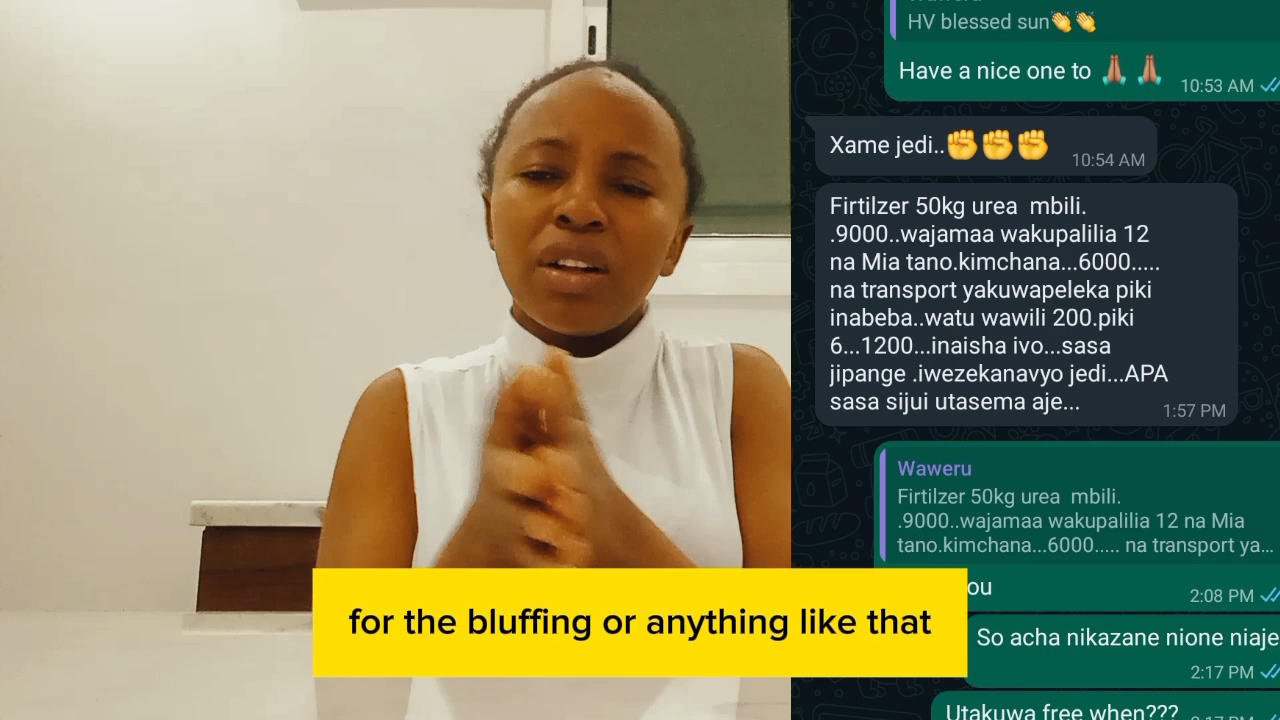 HV blessed sun👏👏
Have a nice one to 🙏🏽 🙏🏽
10:53 AM
Xame jedi..✊✊✊
10:54 AM
Firtilzer 50kg urea mbili.
.9000..wajamaa wakupalilia 12
na Mia tano.kimchana...6000.....
na transport yakuwapeleka piki
inabeba..watu wawili 200.piki
6...1200...inaisha ivo...sasa
jipange .iwezekanavyo jedi...APA
sasa sijui utasema aje...
1:57 PM
Waweru
Firtilzer 50kg urea mbili.
.9000..wajamaa wakupalilia 12 na Mia
tano.kimchana...6000..... na transport ya...
ou
2:08 PM
So acha nikazane nione niaje
2:17 PM
Utakuwa free when???
for the bluffing or anything like that